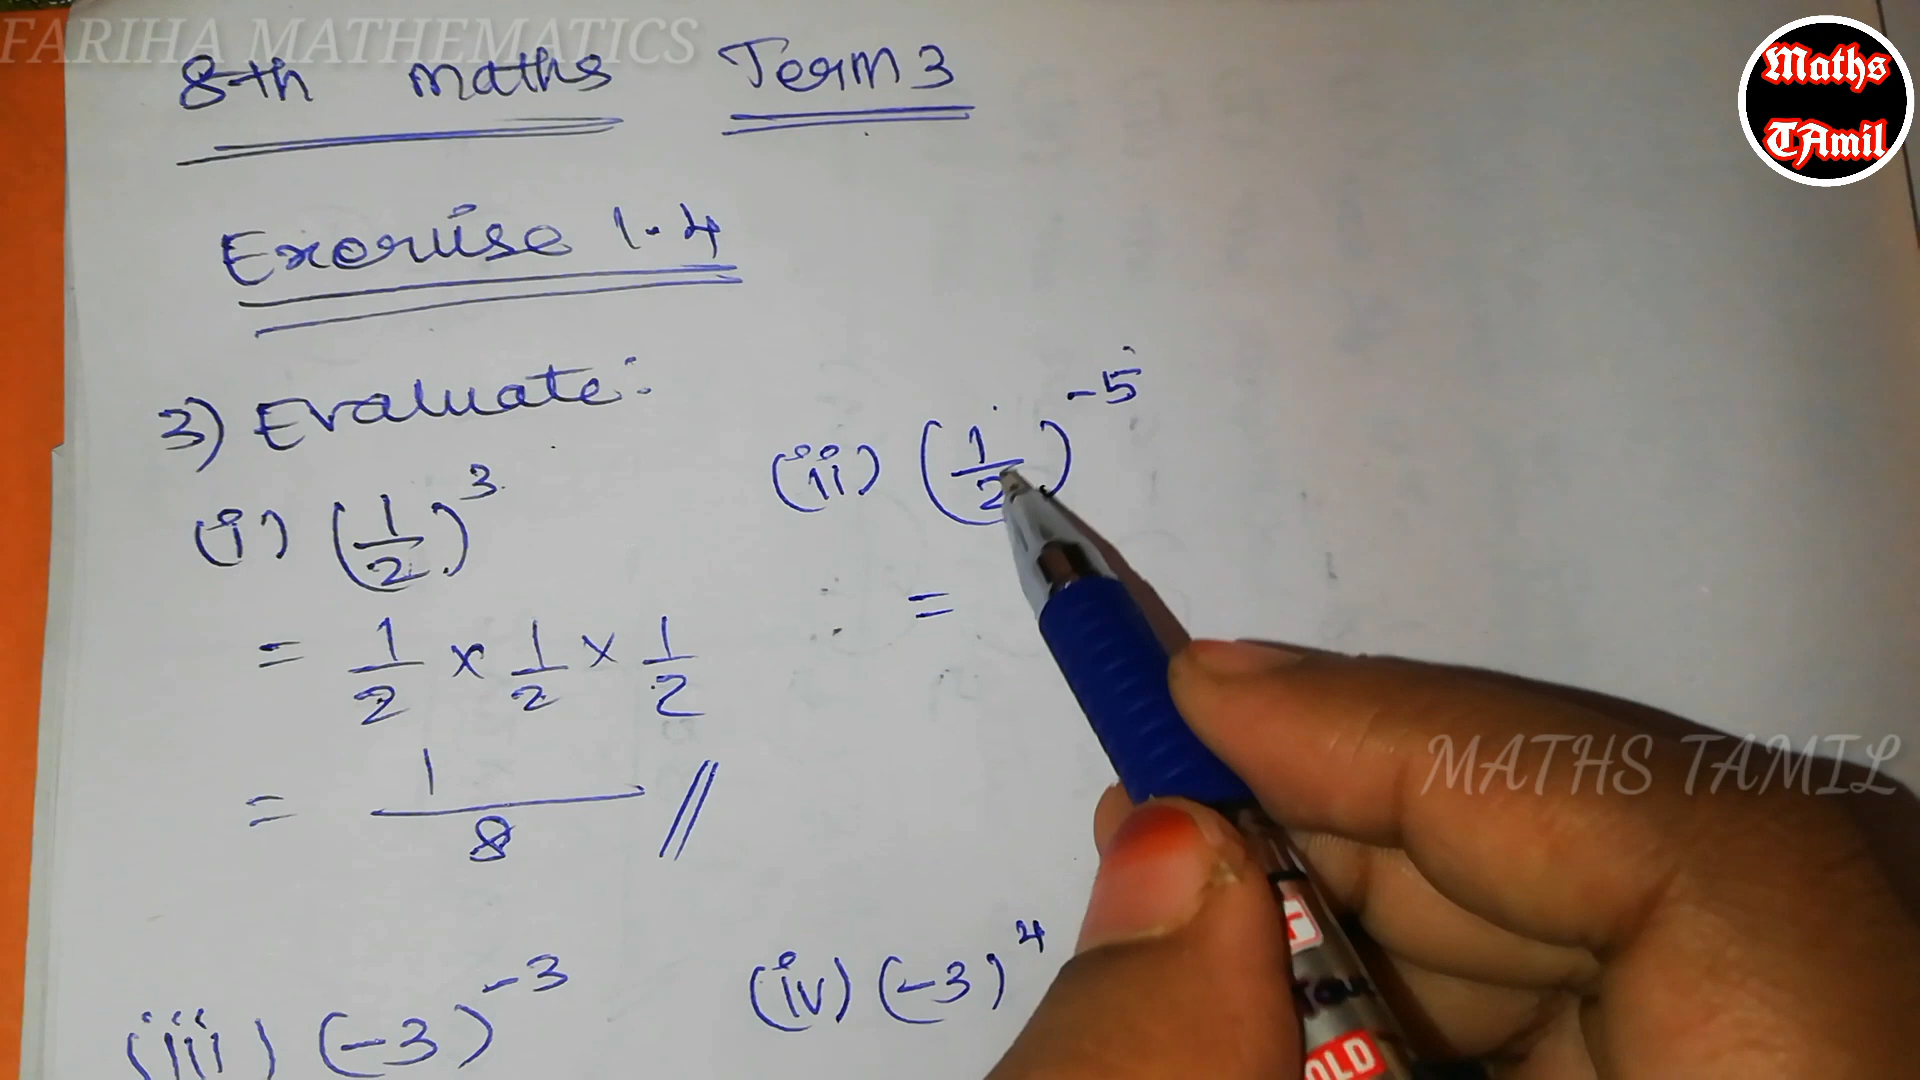 FARIHA MATHEMATICS
Maths
TAmil
8th maths Term 3
Exercise 1.4
3) Evaluate:
(i) (1/2)^3
(ii) (1/2)^-5
= 1/2 × 1/2 × 1/2
=
= 1/8 //
MATHS TAMIL
(iii) (-3)^-3
(iv) (-3)^4
OLD